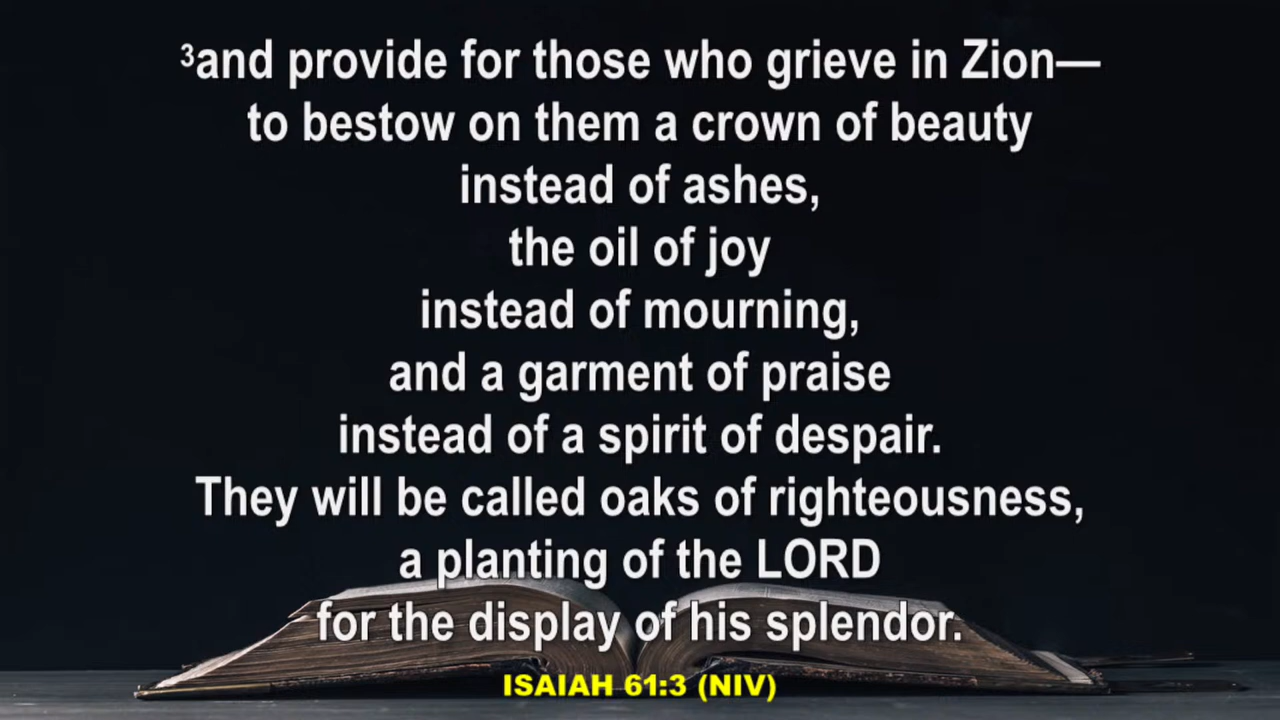 3and provide for those who grieve in Zion—
to bestow on them a crown of beauty
instead of ashes,
the oil of joy
instead of mourning,
and a garment of praise
instead of a spirit of despair.
They will be called oaks of righteousness,
a planting of the LORD
for the display of his splendor.
ISAIAH 61:3 (NIV)